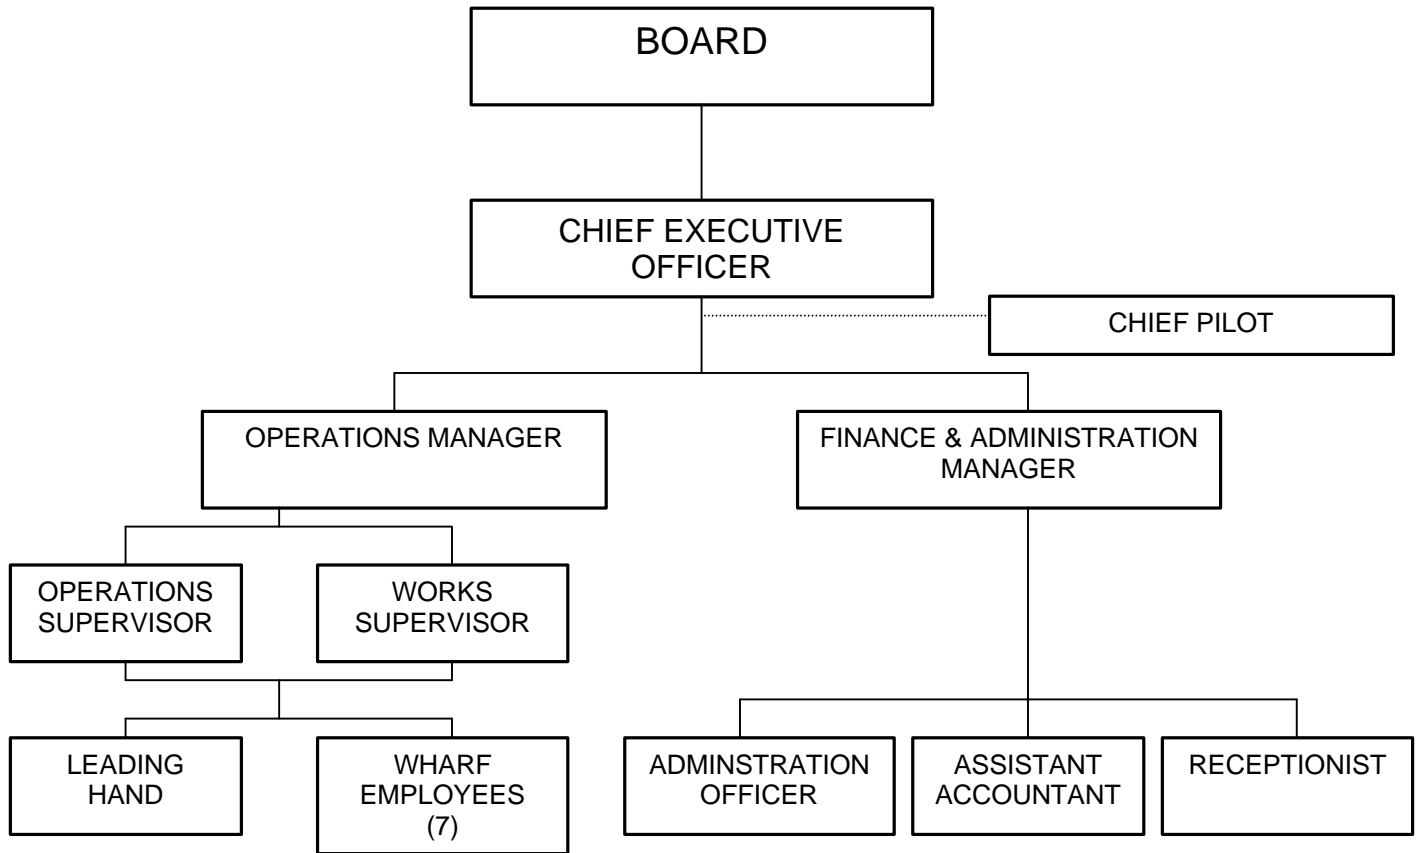 BOARD
CHIEF EXECUTIVE
OFFICER
CHIEF PILOT
OPERATIONS MANAGER
FINANCE & ADMINISTRATION
MANAGER
OPERATIONS
SUPERVISOR
WORKS
SUPERVISOR
LEADING
HAND
WHARF
EMPLOYEES
(7)
ADMINSTRATION
OFFICER
ASSISTANT
ACCOUNTANT
RECEPTIONIST